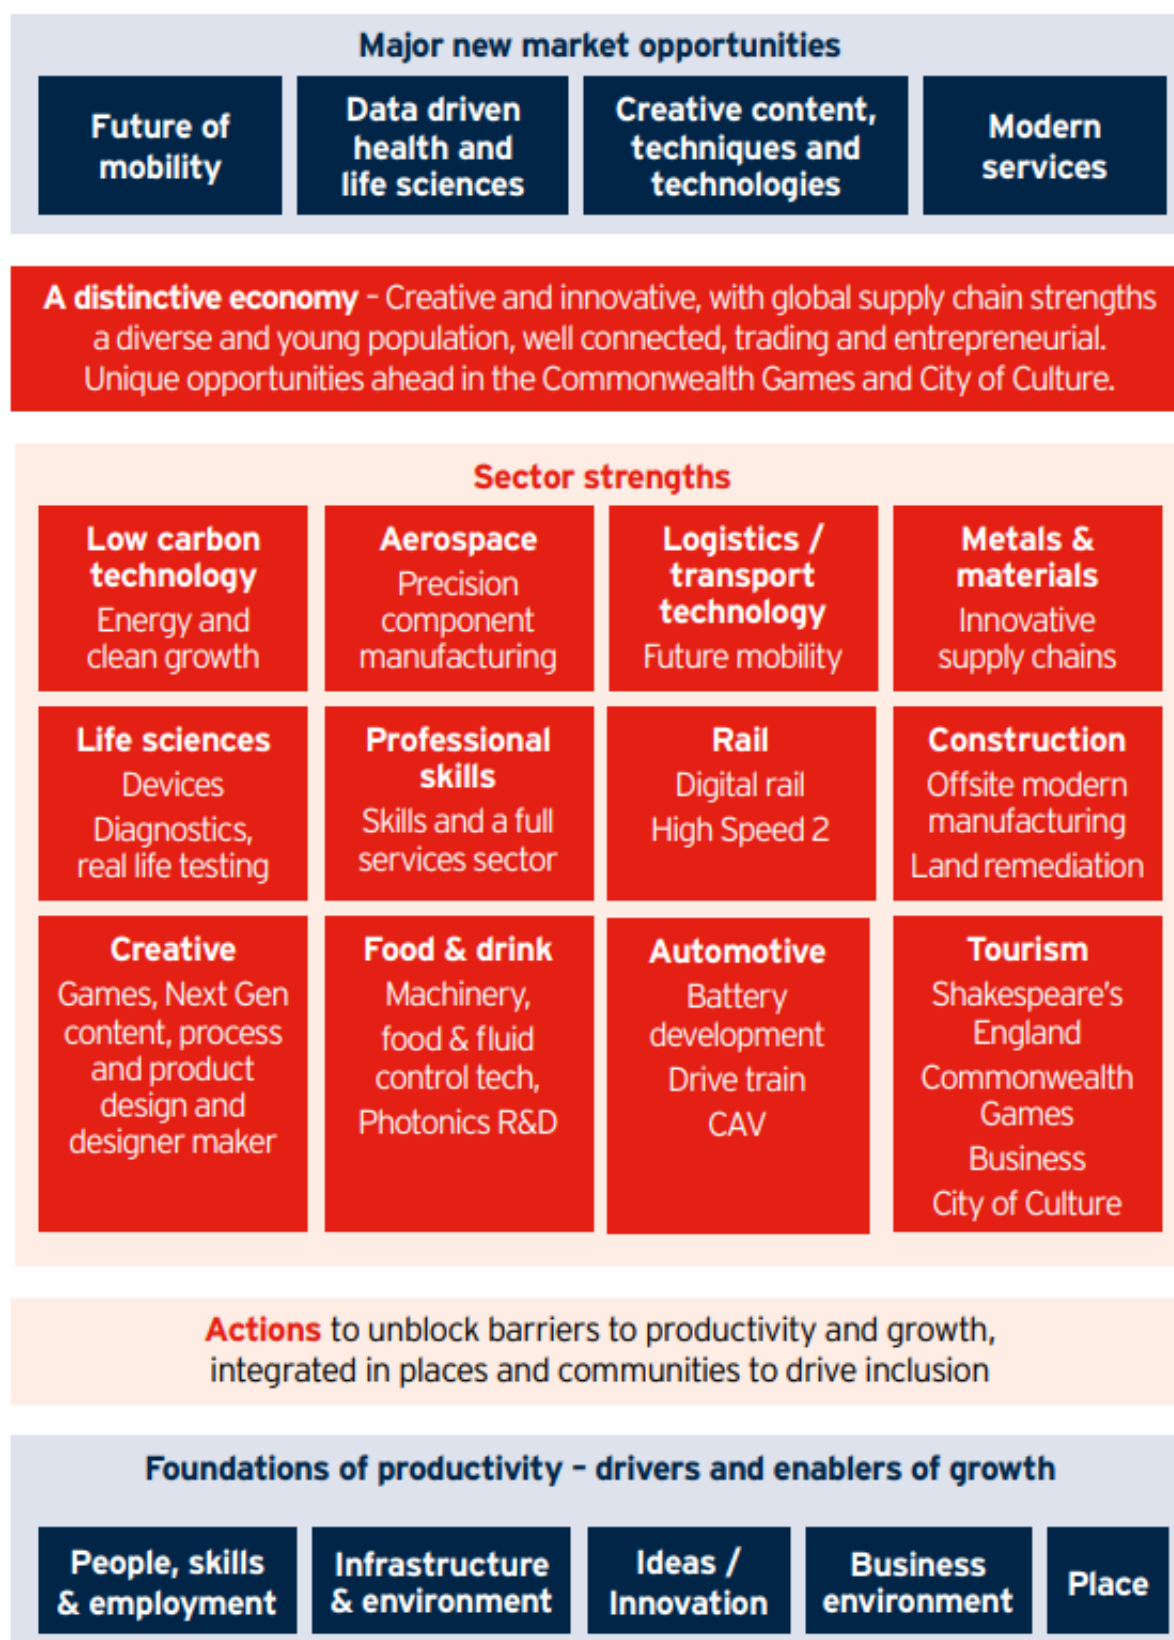 Major new market opportunities
Future of
mobility
Data driven
health and
life sciences
Creative content,
techniques and
technologies
Modern
services
A distinctive economy – Creative and innovative, with global supply chain strengths
a diverse and young population, well connected, trading and entrepreneurial.
Unique opportunities ahead in the Commonwealth Games and City of Culture.
Sector strengths
Low carbon
technology
Energy and
clean growth
Aerospace
Precision
component
manufacturing
Logistics /
transport
technology
Future mobility
Metals &
materials
Innovative
supply chains
Life sciences
Devices
Diagnostics,
real life testing
Professional
skills
Skills and a full
services sector
Rail
Digital rail
High Speed 2
Construction
Offsite modern
manufacturing
Land remediation
Creative
Games, Next Gen
content, process
and product
design and
designer maker
Food & drink
Machinery,
food & fluid
control tech,
Photonics R&D
Automotive
Battery
development
Drive train
CAV
Tourism
Shakespeare's
England
Commonwealth
Games
Business
City of Culture
Actions to unblock barriers to productivity and growth,
integrated in places and communities to drive inclusion
Foundations of productivity – drivers and enablers of growth
People, skills
& employment
Infrastructure
& environment
Ideas /
Innovation
Business
environment
Place